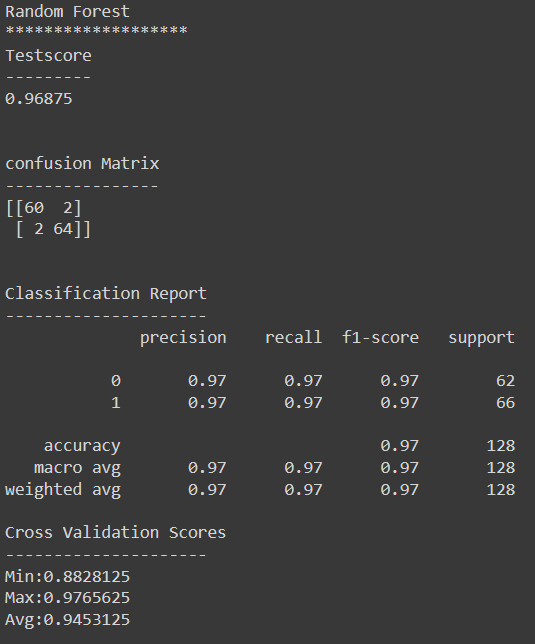 Random Forest
*******************
Testscore
---------
0.96875
confusion Matrix
----------------
[[60  2]
 [ 2 64]]
Classification Report
---------------------
              precision    recall  f1-score   support
           0       0.97      0.97      0.97        62
           1       0.97      0.97      0.97        66
    accuracy                           0.97       128
   macro avg       0.97      0.97      0.97       128
weighted avg       0.97      0.97      0.97       128
Cross Validation Scores
---------------------
Min:0.8828125
Max:0.9765625
Avg:0.9453125